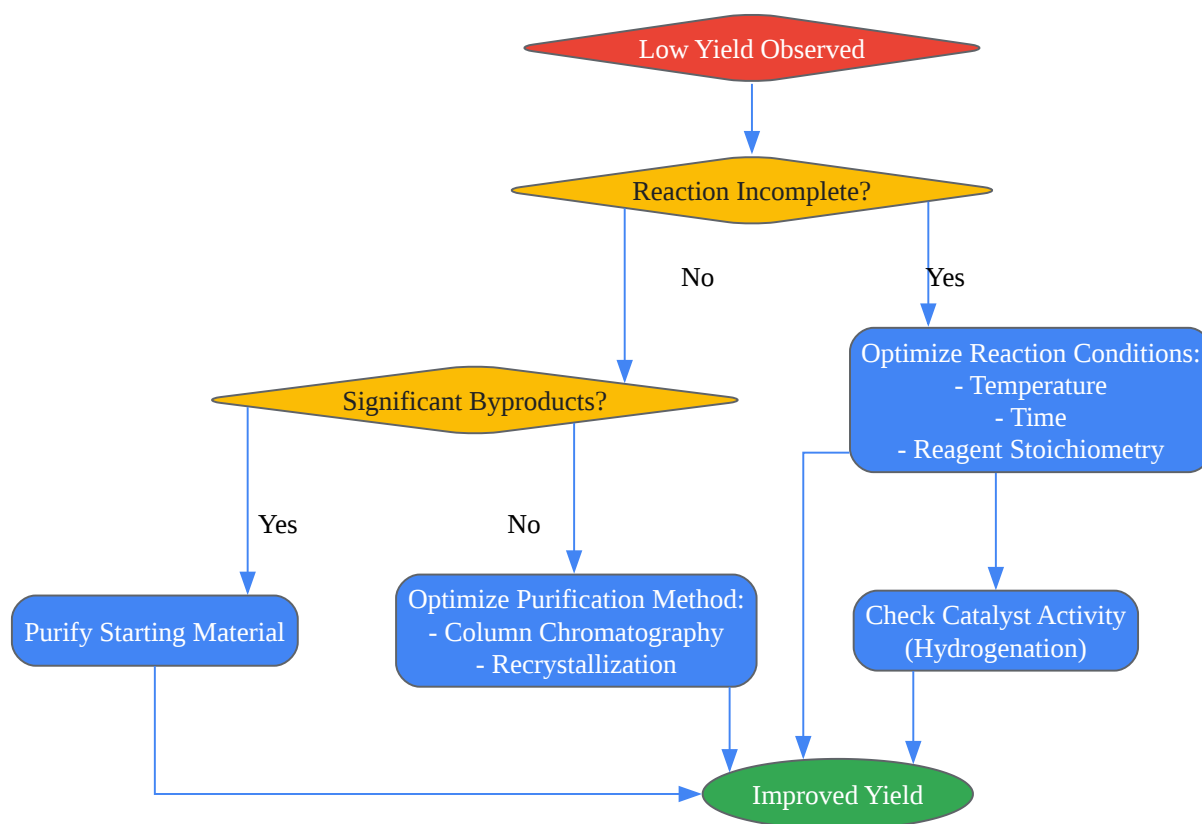 Low Yield Observed
Reaction Incomplete?
No
Yes
Optimize Reaction Conditions:
- Temperature
- Time
- Reagent Stoichiometry
Significant Byproducts?
Yes
No
Purify Starting Material
Optimize Purification Method:
- Column Chromatography
- Recrystallization
Check Catalyst Activity
(Hydrogenation)
Improved Yield